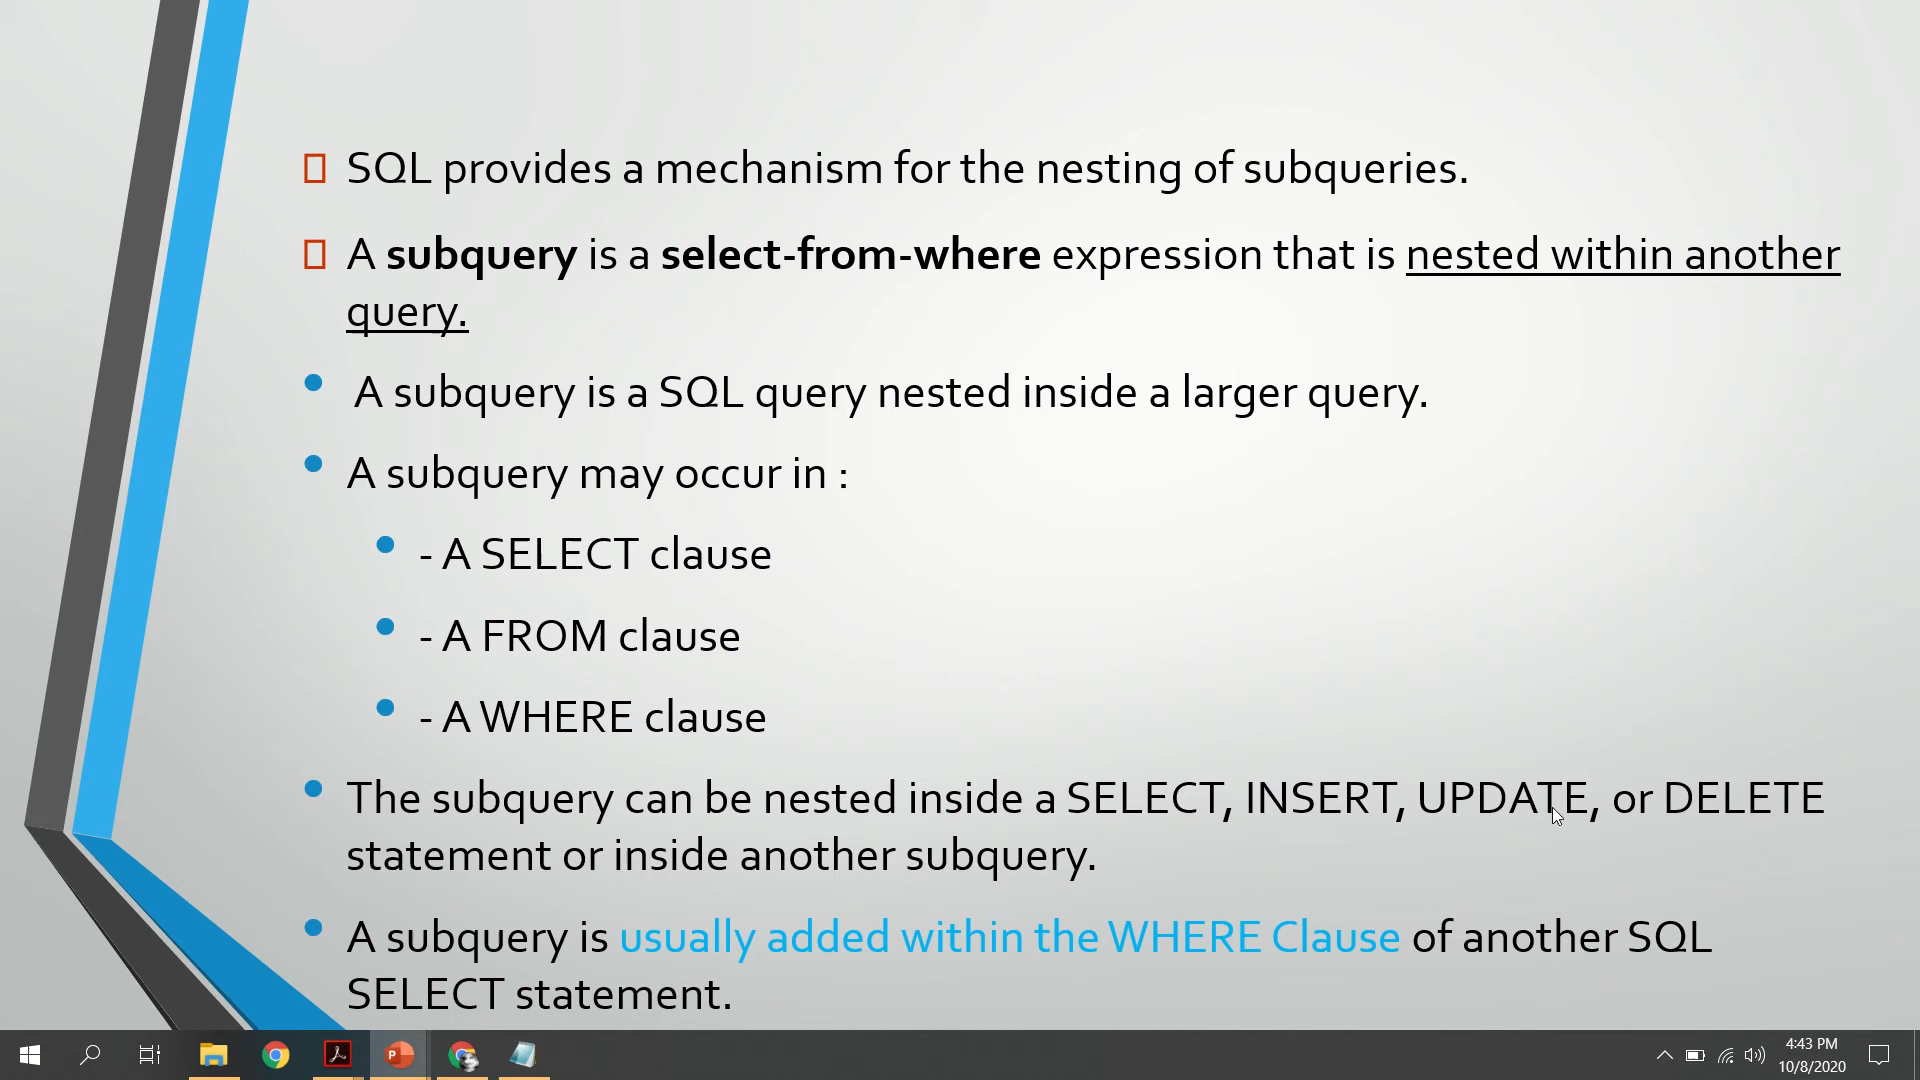 SQL provides a mechanism for the nesting of subqueries.
A subquery is a select-from-where expression that is nested within another
query.
A subquery is a SQL query nested inside a larger query.
A subquery may occur in :
- A SELECT clause
- A FROM clause
- A WHERE clause
The subquery can be nested inside a SELECT, INSERT, UPDATE, or DELETE
statement or inside another subquery.
A subquery is usually added within the WHERE Clause of another SQL
SELECT statement.
4:43 PM
10/8/2020